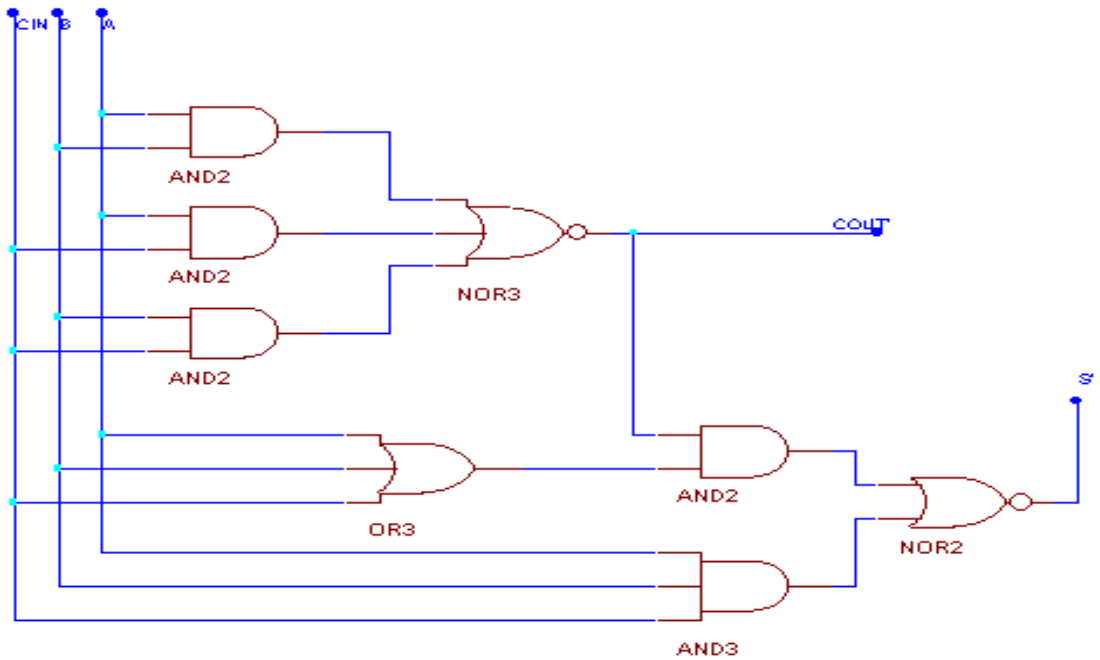 CIN B A
AND2
COUT
AND2
NOR3
AND2
S
AND2
OR3
NOR2
AND3